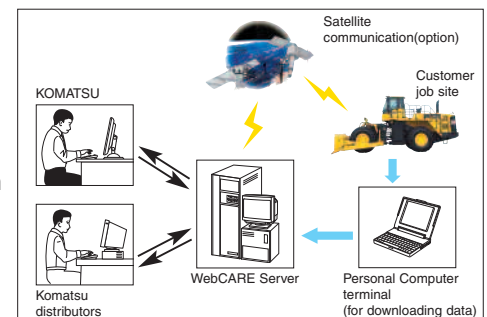 Satellite
communication(option)
Customer
job site
KOMATSU
WebCARE Server
Personal Computer
terminal
(for downloading data)
Komatsu
distributors